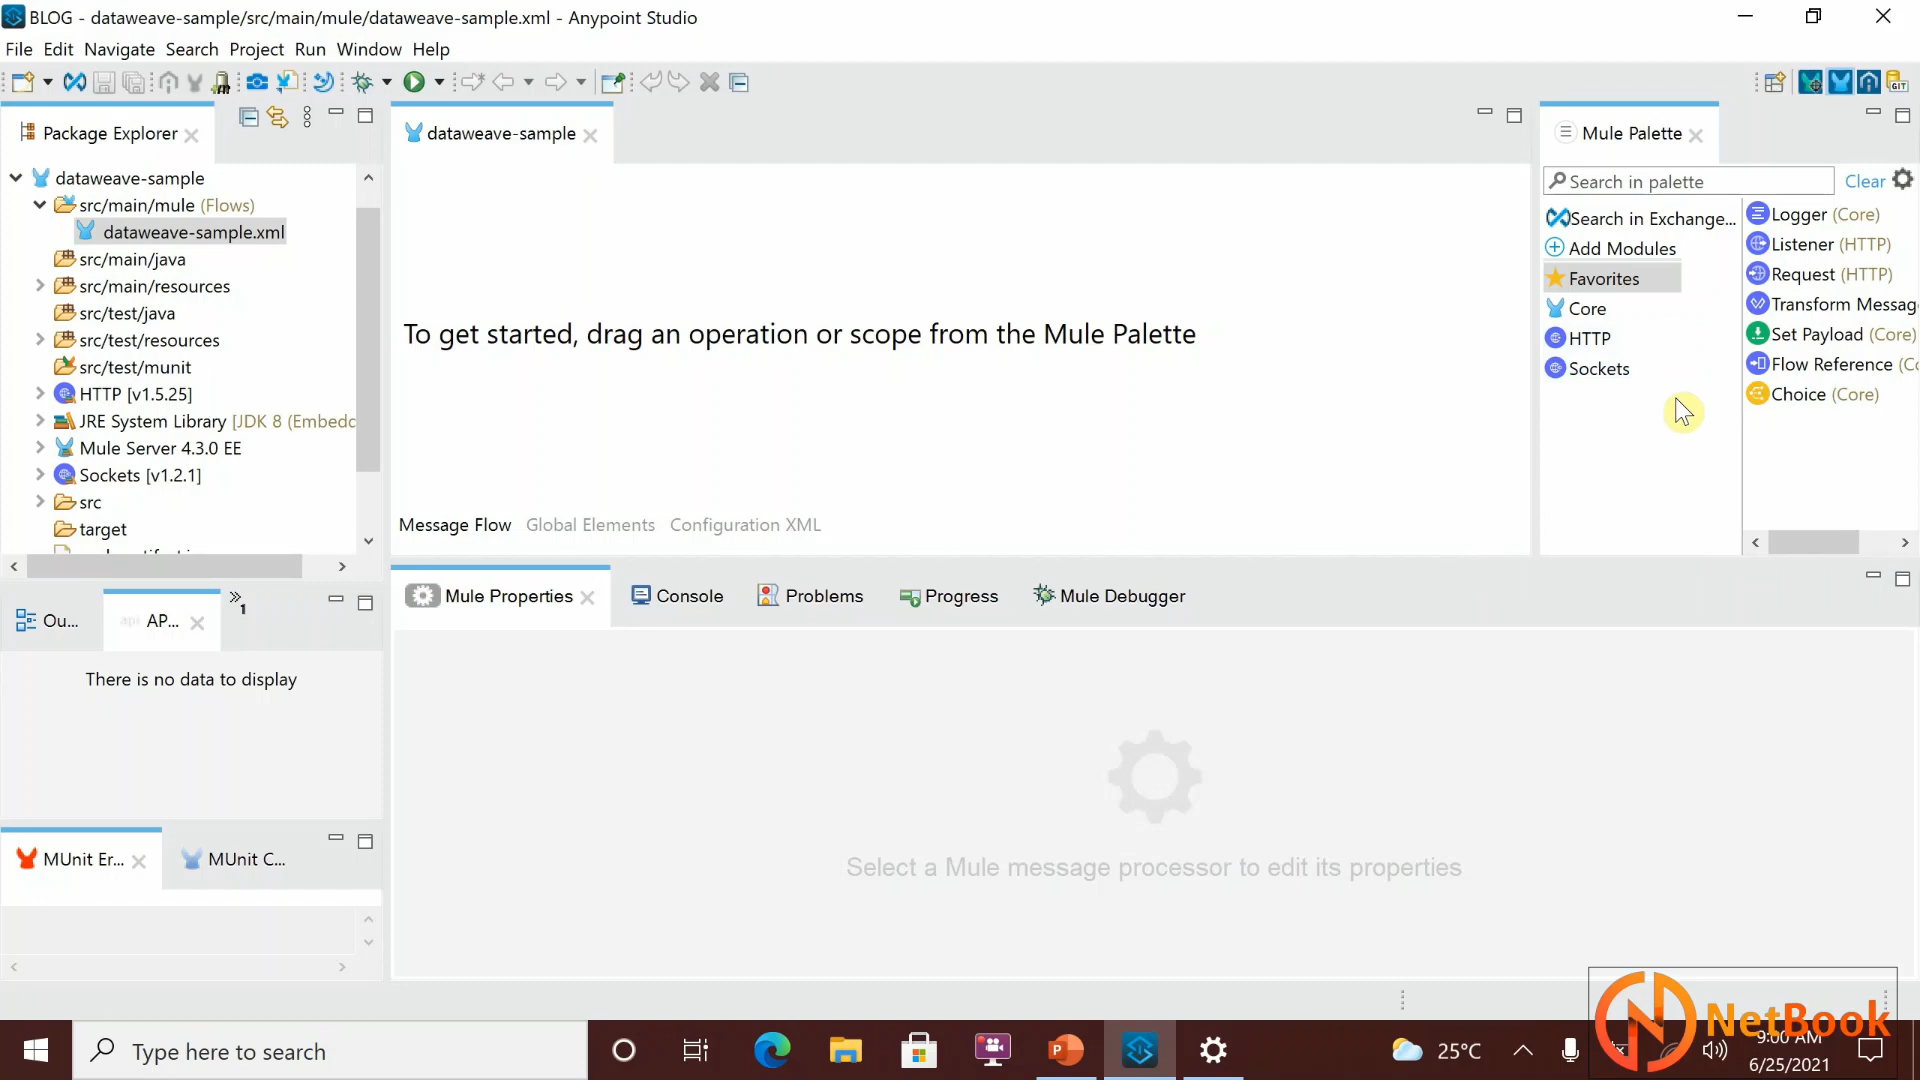 BLOG - dataweave-sample/src/main/mule/dataweave-sample.xml - Anypoint Studio
File Edit Navigate Search Project Run Window Help
GIT
Package Explorer
dataweave-sample
src/main/mule (Flows)
dataweave-sample.xml
src/main/java
src/main/resources
src/test/java
src/test/resources
src/test/munit
HTTP [v1.5.25]
JRE System Library [JDK 8 (Embedc
Mule Server 4.3.0 EE
Sockets [v1.2.1]
src
target
dataweave-sample
To get started, drag an operation or scope from the Mule Palette
Message Flow Global Elements Configuration XML
Mule Palette
Search in palette
Clear
Search in Exchange...
Add Modules
Favorites
Core
HTTP
Sockets
Logger (Core)
Listener (HTTP)
Request (HTTP)
Transform Messag
Set Payload (Core)
Flow Reference (Co
Choice (Core)
Ou...
api AP...
1
There is no data to display
MUnit Er...
MUnit C...
Mule Properties
Console
Problems
Progress
Mule Debugger
Select a Mule message processor to edit its properties
Type here to search
25°C
NetBook
9:00 AM
6/25/2021